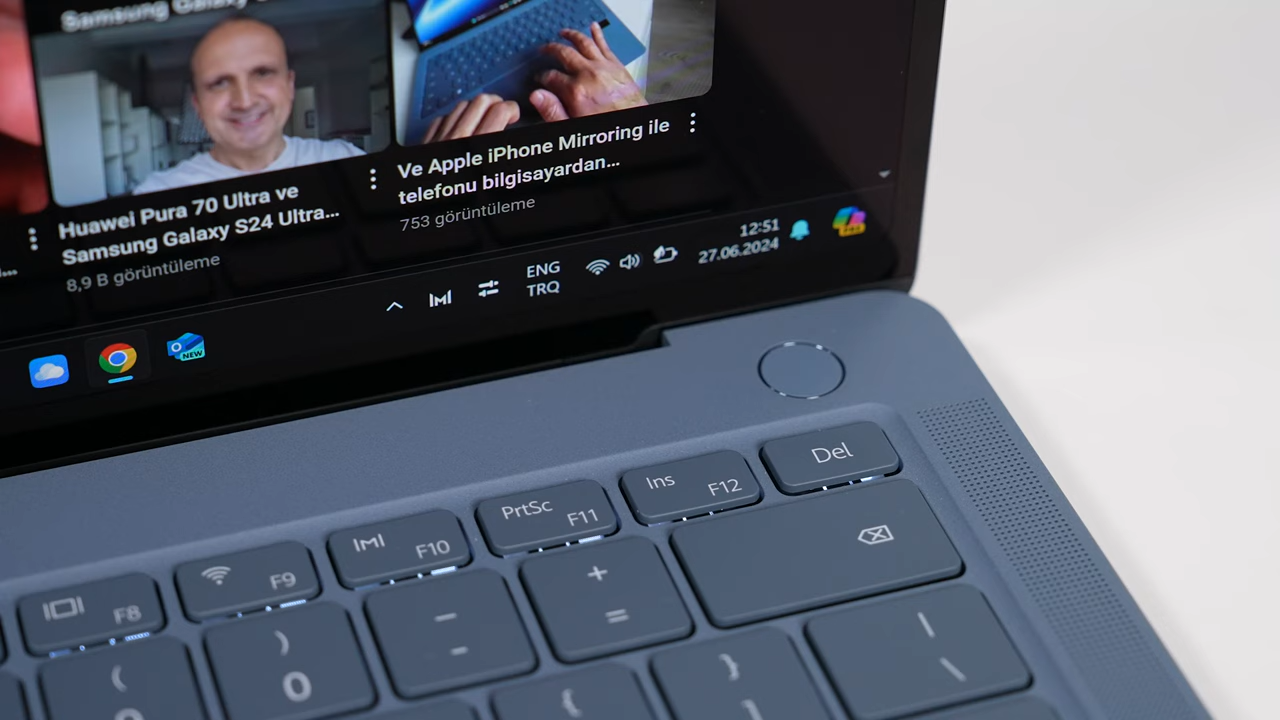 Samsung Galaxy
Huawei Pura 70 Ultra ve
Samsung Galaxy S24 Ultra...
8,9 B görüntüleme
Ve Apple iPhone Mirroring ile
telefonu bilgisayardan...
753 görüntüleme
ENG
TRQ
12:51
27.06.2024
NEW
PRE
Del
Ins F12
PrtSc F11
F10
F9
F8
+
=
-
-
)
0
(
{
}
]
|
\